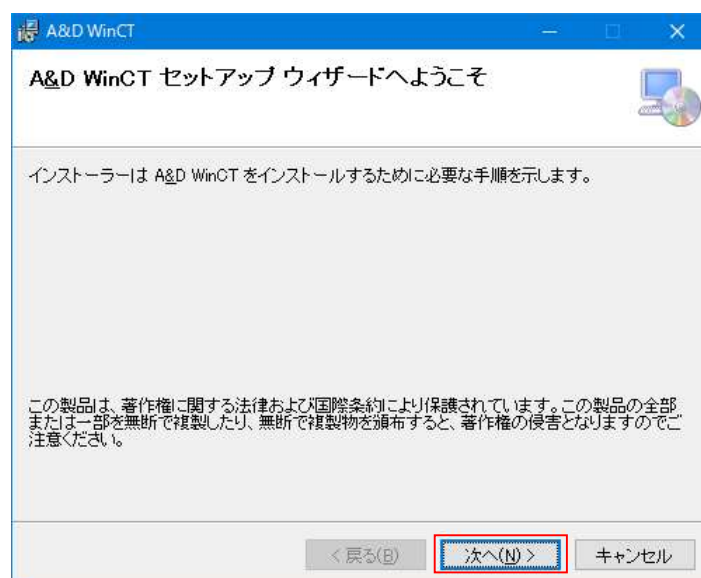 A&D WinCT
A&D WinCT セットアップ ウィザードへようこそ
インストーラーは A&D WinCT をインストールするために必要な手順を示します。
この製品は、著作権に関する法律および国際条約により保護されています。この製品の全部
または一部を無断で複製したり、無断で複製物を頒布すると、著作権の侵害となりますのでご
注意ください。
< 戻る(B) 次へ(N) > キャンセル